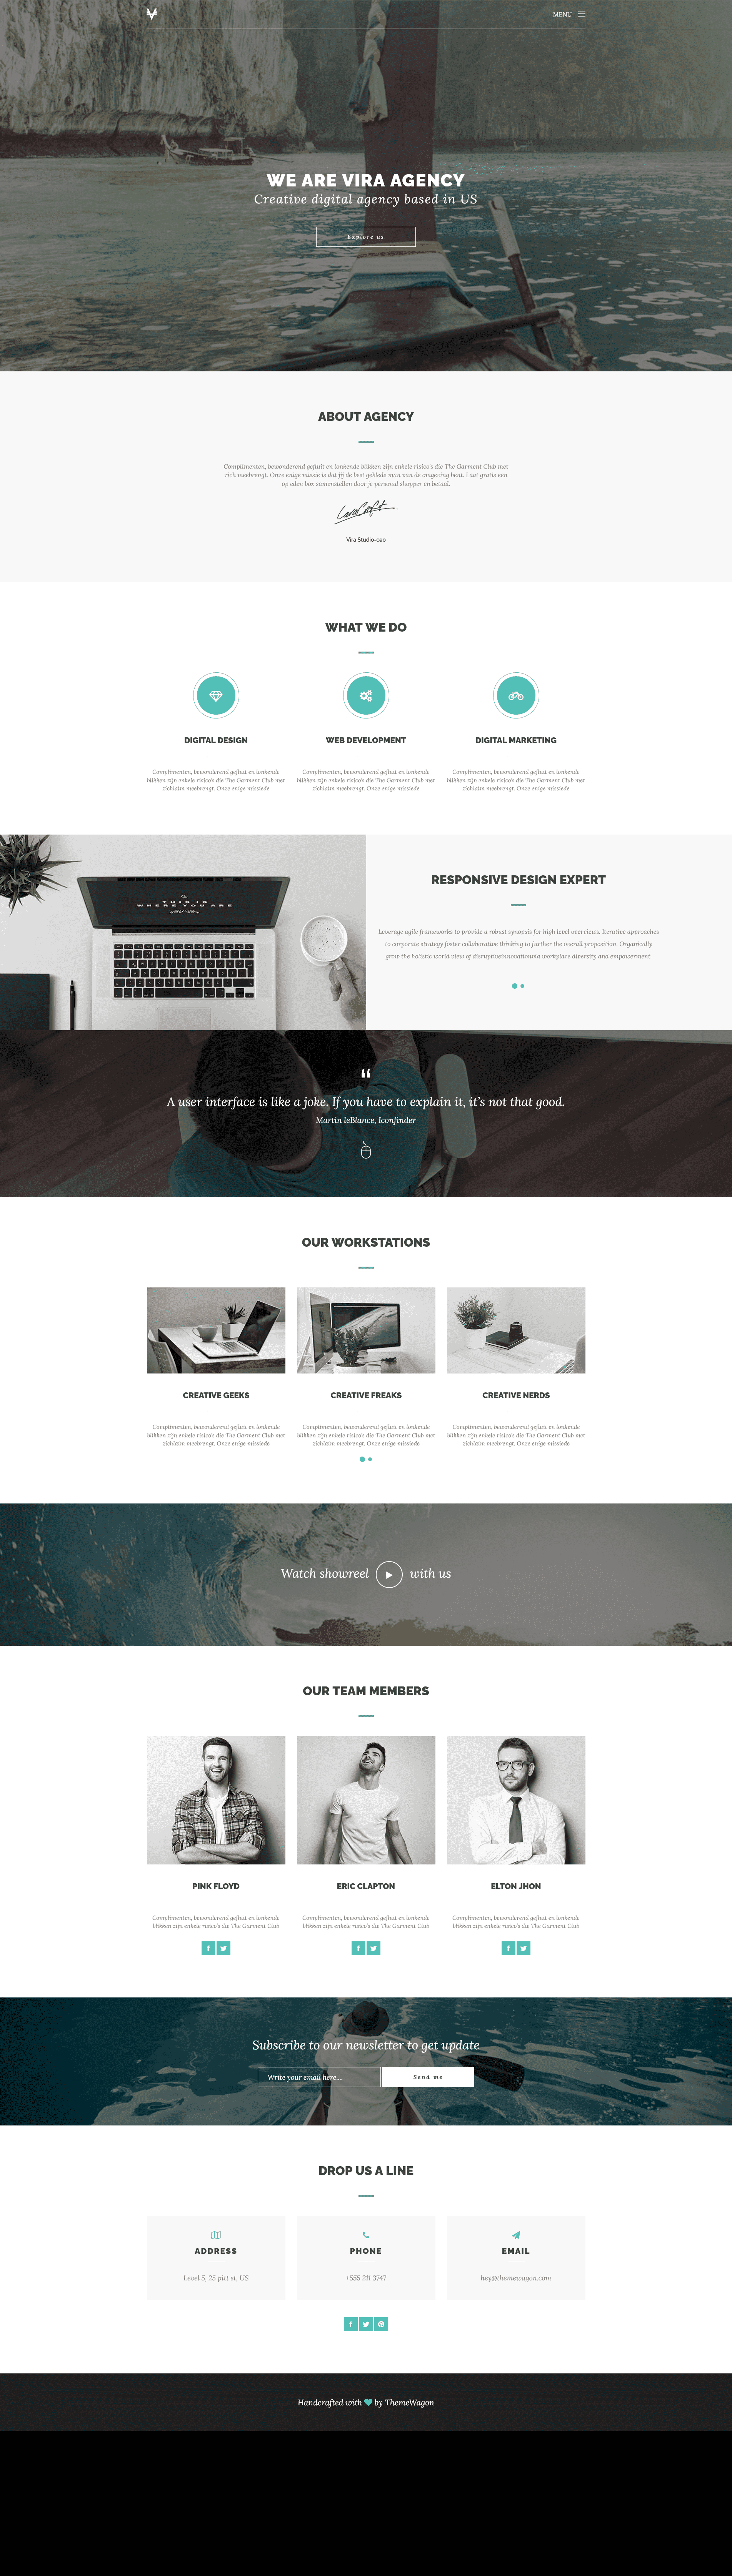 MENU
WE ARE VIRA AGENCY
Creative digital agency based in US
Explore us
ABOUT AGENCY
Complimenten, bewonderend gefluit en lonkende blikken zijn enkele risico's die The Garment Club met
zich meebrengt. Onze enige missie is dat jij de best geklede man van de omgeving bent. Laat gratis een
op eden box samenstellen door je personal shopper en betaal.
Vira Studio-ceo
WHAT WE DO
DIGITAL DESIGN
Complimenten, bewonderend gefluit en lonkende
blikken zijn enkele risico's die The Garment Club met
zichlaim meebrengt. Onze enige missiede
WEB DEVELOPMENT
Complimenten, bewonderend gefluit en lonkende
blikken zijn enkele risico's die The Garment Club met
zichlaim meebrengt. Onze enige missiede
DIGITAL MARKETING
Complimenten, bewonderend gefluit en lonkende
blikken zijn enkele risico's die The Garment Club met
zichlaim meebrengt. Onze enige missiede
THIS IS
WHERE YOU ARE
RESPONSIVE DESIGN EXPERT
Leverage agile frameworks to provide a robust synopsis for high level overviews. Iterative approaches
to corporate strategy foster collaborative thinking to further the overall proposition. Organically
grow the holistic world view of disruptiveinnovationvia workplace diversity and empowerment.
“
A user interface is like a joke. If you have to explain it, it’s not that good.
Martin leBlance, Iconfinder
OUR WORKSTATIONS
CREATIVE GEEKS
Complimenten, bewonderend gefluit en lonkende
blikken zijn enkele risico's die The Garment Club met
zichlaim meebrengt. Onze enige missiede
CREATIVE FREAKS
Complimenten, bewonderend gefluit en lonkende
blikken zijn enkele risico's die The Garment Club met
zichlaim meebrengt. Onze enige missiede
CREATIVE NERDS
Complimenten, bewonderend gefluit en lonkende
blikken zijn enkele risico's die The Garment Club met
zichlaim meebrengt. Onze enige missiede
Watch showreel with us
OUR TEAM MEMBERS
PINK FLOYD
Complimenten, bewonderend gefluit en lonkende
blikken zijn enkele risico's die The Garment Club
ERIC CLAPTON
Complimenten, bewonderend gefluit en lonkende
blikken zijn enkele risico's die The Garment Club
ELTON JHON
Complimenten, bewonderend gefluit en lonkende
blikken zijn enkele risico's die The Garment Club
Subscribe to our newsletter to get update
Write your email here...
Send me
DROP US A LINE
ADDRESS
Level 5, 25 pitt st, US
PHONE
+555 211 3747
EMAIL
hey@themewagon.com
Handcrafted with by ThemeWagon